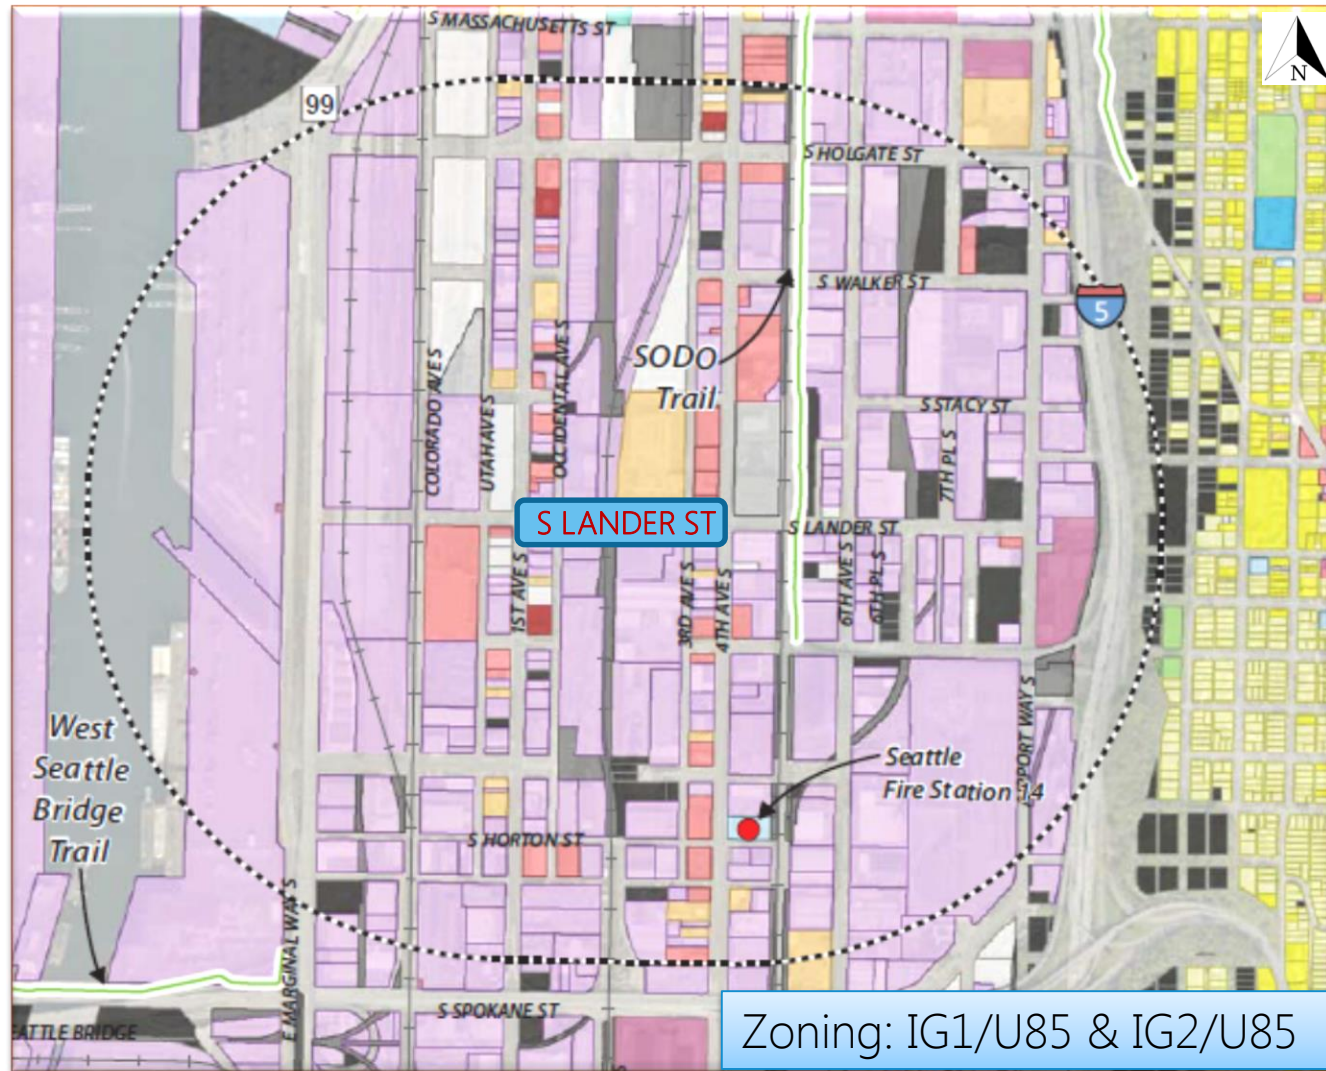 S MASSACHUSETTS ST
N
99
S HOLGATE ST
S WALKER ST
5
SODO
Trail
COLORADO AVE S
UTAH AVE S
OCCIDENTAL AVE S
S STACY ST
7TH PL S
S LANDER ST
S LANDER ST
1ST AVE S
3RD AVE S
4TH AVE S
6TH AVE S
6TH PL S
West
Seattle
Bridge
Trail
Seattle
Fire Station 14
PORT WAY S
S HORTON ST
E MARGINAL WAY S
S SPOKANE ST
EATTLE BRIDGE
Zoning: IG1/U85 & IG2/U85